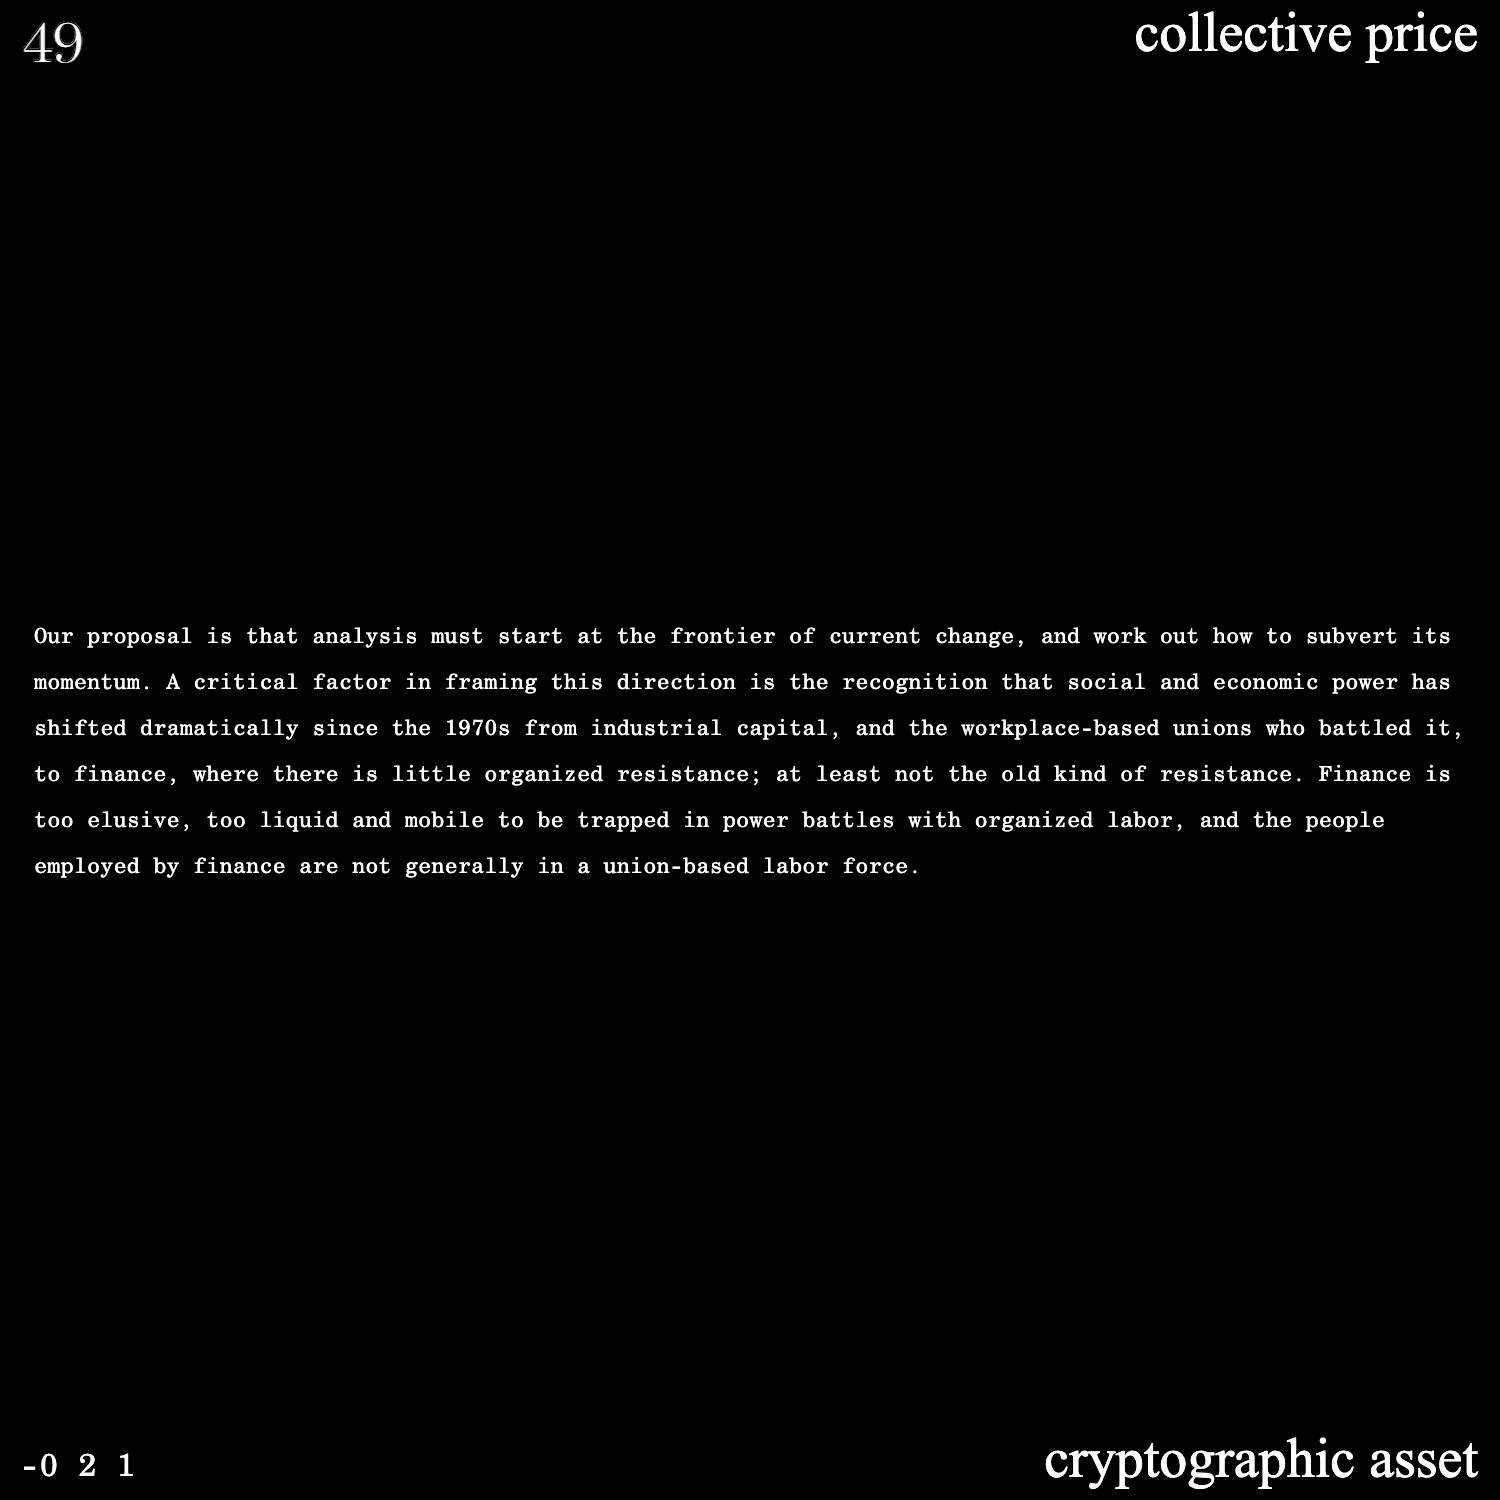 49
collective price
Our proposal is that analysis must start at the frontier of current change, and work out how to subvert its
momentum. A critical factor in framing this direction is the recognition that social and economic power has
shifted dramatically since the 1970s from industrial capital, and the workplace-based unions who battled it,
to finance, where there is little organized resistance; at least not the old kind of resistance. Finance is
too elusive, too liquid and mobile to be trapped in power battles with organized labor, and the people
employed by finance are not generally in a union-based labor force.
-0 2 1
cryptographic asset